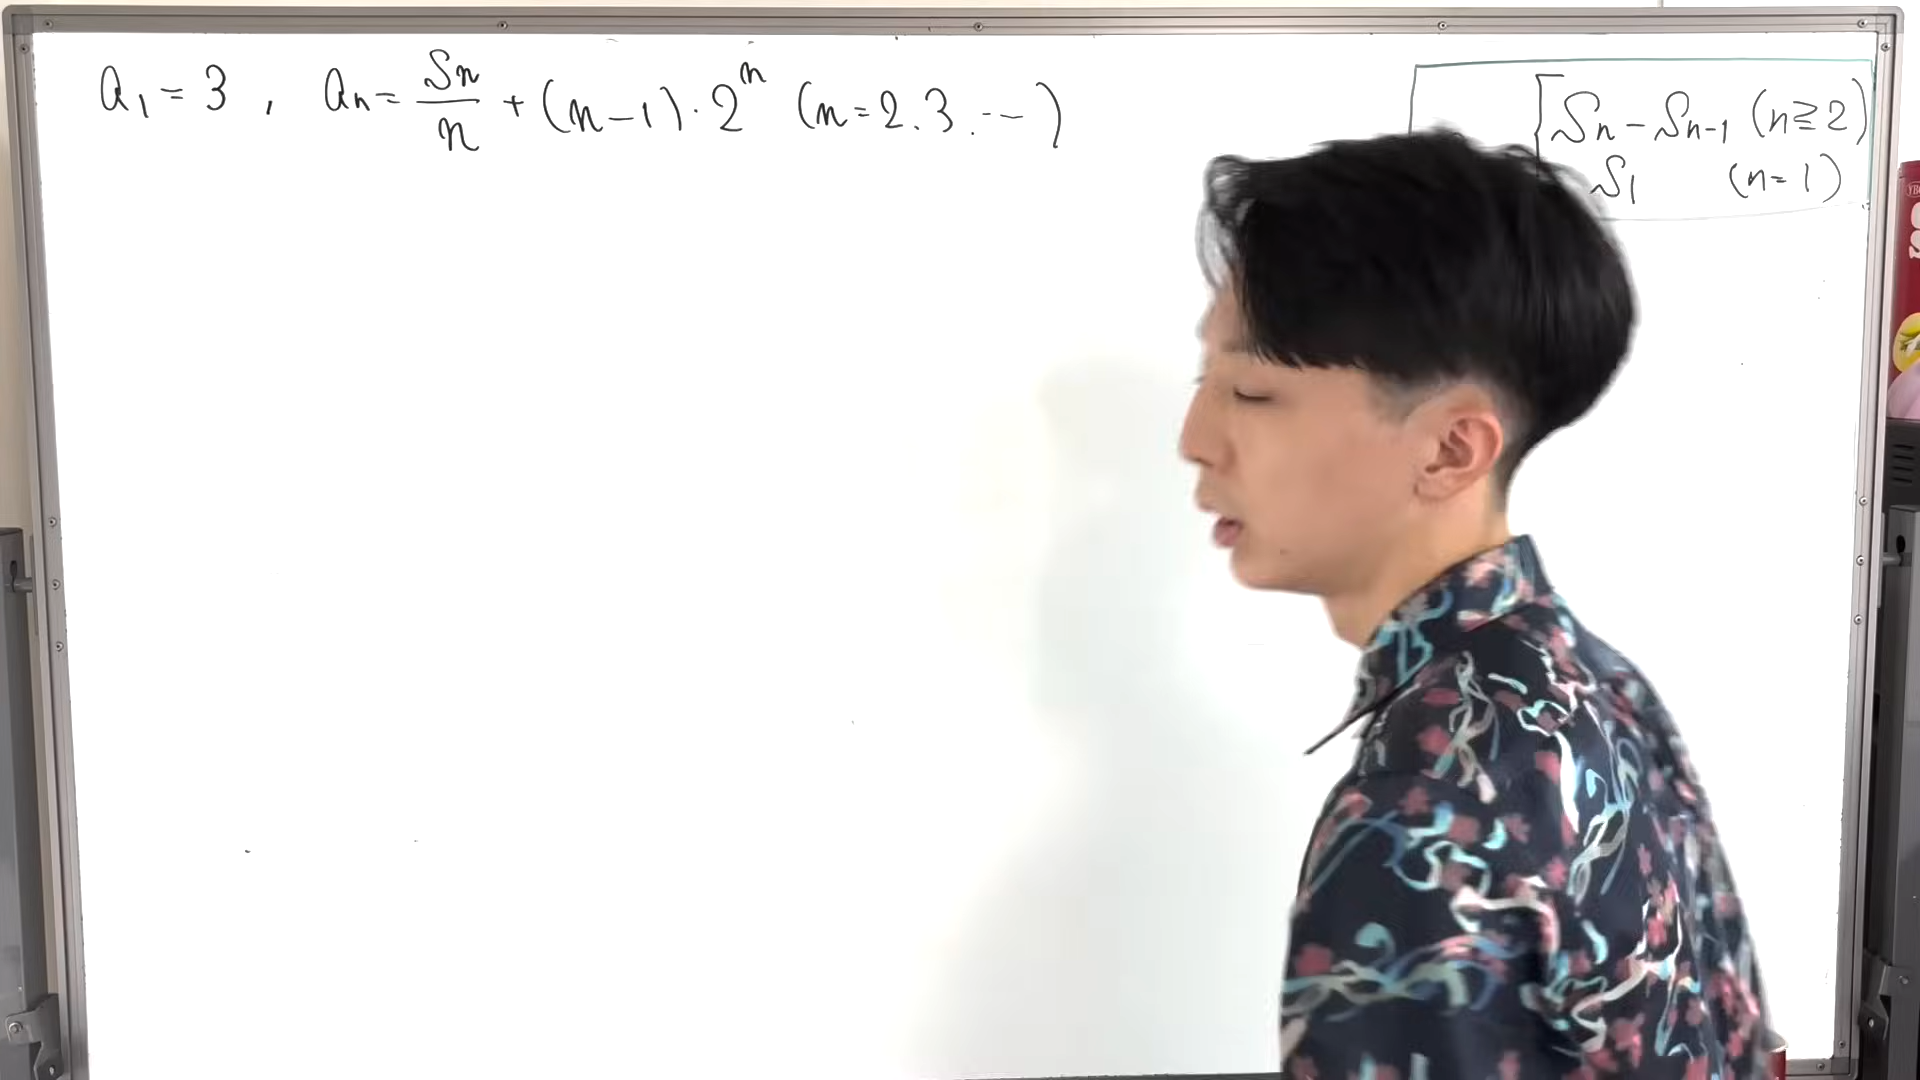 a₁ = 3 , aₙ = Sₙ/n + (n-1)·2ⁿ (n=2.3.…)
Sₙ - Sₙ₋₁ (n≧2)
S₁ (n=1)